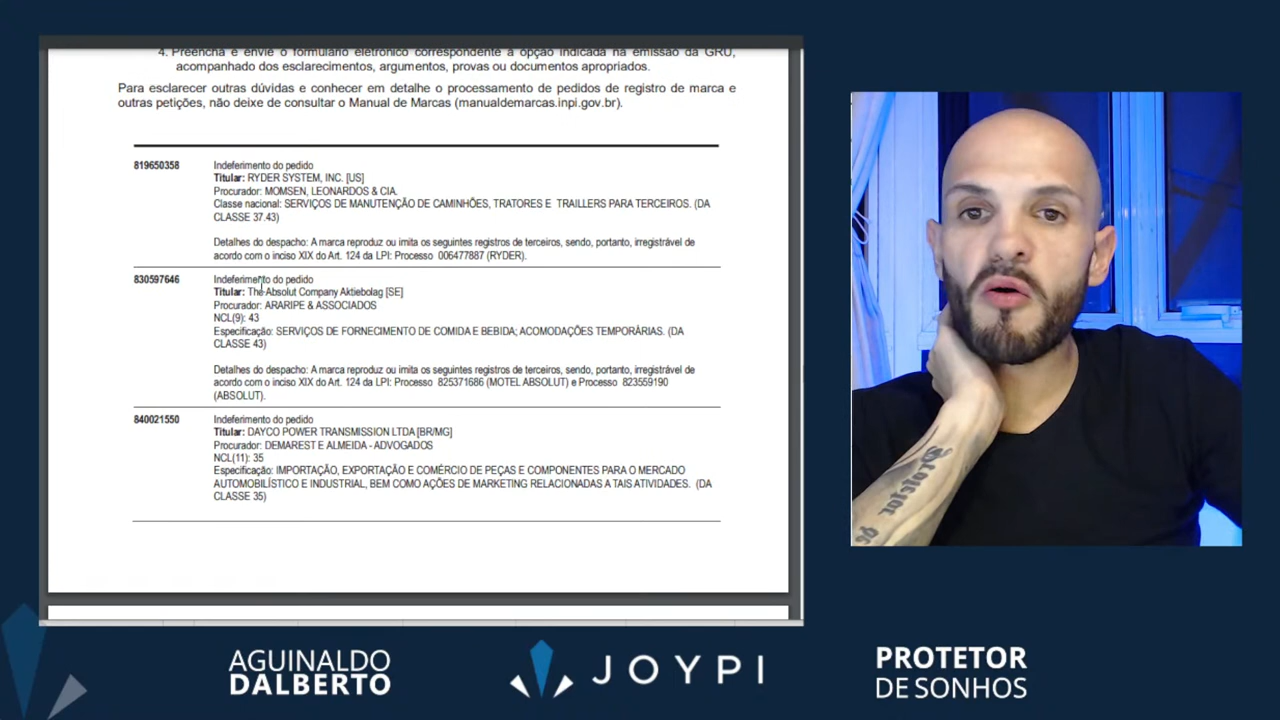 4. Preencha e envie o formulário eletrônico correspondente à opção indicada na emissão da GRU,
acompanhado dos esclarecimentos, argumentos, provas ou documentos apropriados.
Para esclarecer outras dúvidas e conhecer em detalhe o processamento de pedidos de registro de marca e
outras petições, não deixe de consultar o Manual de Marcas (manualdemarcas.inpi.gov.br).
819650358 Indeferimento do pedido
Titular: RYDER SYSTEM, INC. [US]
Procurador: MOMSEN, LEONARDOS & CIA.
Classe nacional: SERVIÇOS DE MANUTENÇÃO DE CAMINHÕES, TRATORES E TRAILLERS PARA TERCEIROS. (DA
CLASSE 37.43)
Detalhes do despacho: A marca reproduz ou imita os seguintes registros de terceiros, sendo, portanto, irregistrável de
acordo com o inciso XIX do Art. 124 da LPI: Processo 006477887 (RYDER).
830597646 Indeferimento do pedido
Titular: The Absolut Company Aktiebolag [SE]
Procurador: ARARIPE & ASSOCIADOS
NCL(9): 43
Especificação: SERVIÇOS DE FORNECIMENTO DE COMIDA E BEBIDA; ACOMODAÇÕES TEMPORÁRIAS. (DA
CLASSE 43)
Detalhes do despacho: A marca reproduz ou imita os seguintes registros de terceiros, sendo, portanto, irregistrável de
acordo com o inciso XIX do Art. 124 da LPI: Processo 825371686 (MOTEL ABSOLUT) e Processo 823559190
(ABSOLUT).
840021550 Indeferimento do pedido
Titular: DAYCO POWER TRANSMISSION LTDA [BR/MG]
Procurador: DEMAREST E ALMEIDA - ADVOGADOS
NCL(11): 35
Especificação: IMPORTAÇÃO, EXPORTAÇÃO E COMÉRCIO DE PEÇAS E COMPONENTES PARA O MERCADO
AUTOMOBILÍSTICO E INDUSTRIAL, BEM COMO AÇÕES DE MARKETING RELACIONADAS A TAIS ATIVIDADES. (DA
CLASSE 35)
AGUINALDO
DALBERTO
JOYPI
PROTETOR
DE SONHOS